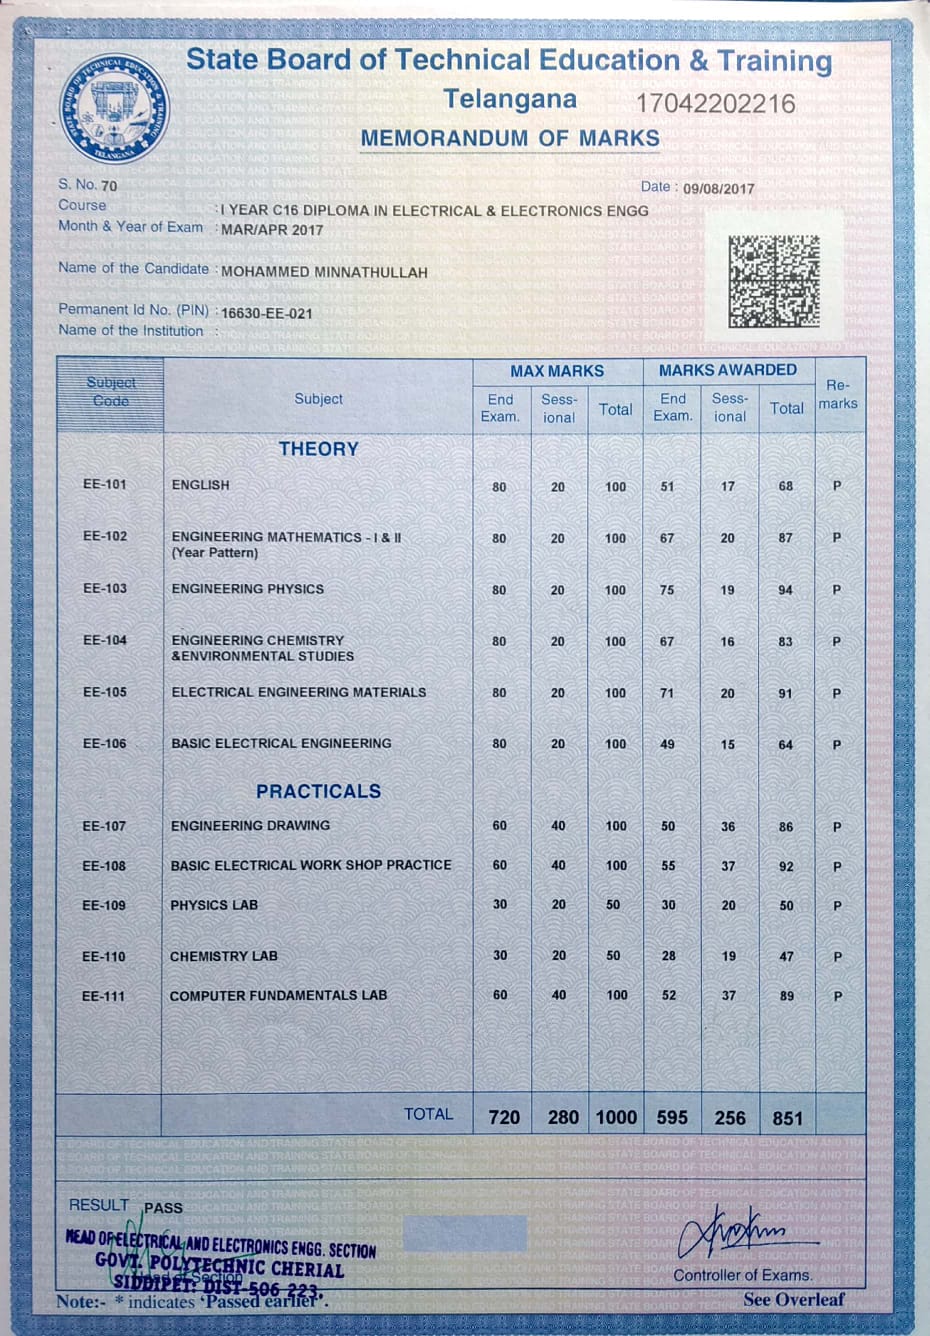 State Board of Technical Education & Training
Telangana 17042202216
MEMORANDUM OF MARKS
STATE BOARD OF TECHNICAL EDUCATION & TRAINING TELANGANA
S. No. 70 Date : 09/08/2017
Course : I YEAR C16 DIPLOMA IN ELECTRICAL & ELECTRONICS ENGG
Month & Year of Exam : MAR/APR 2017
Name of the Candidate : MOHAMMED MINNATHULLAH
Permanent Id No. (PIN) : 16630-EE-021
Name of the Institution :
Subject Code Subject MAX MARKS MARKS AWARDED Re-marks
End Exam. Sess-ional Total End Exam. Sess-ional Total
THEORY
EE-101 ENGLISH 80 20 100 51 17 68 P
EE-102 ENGINEERING MATHEMATICS - I & II 80 20 100 67 20 87 P
(Year Pattern)
EE-103 ENGINEERING PHYSICS 80 20 100 75 19 94 P
EE-104 ENGINEERING CHEMISTRY 80 20 100 67 16 83 P
&ENVIRONMENTAL STUDIES
EE-105 ELECTRICAL ENGINEERING MATERIALS 80 20 100 71 20 91 P
EE-106 BASIC ELECTRICAL ENGINEERING 80 20 100 49 15 64 P
PRACTICALS
EE-107 ENGINEERING DRAWING 60 40 100 50 36 86 P
EE-108 BASIC ELECTRICAL WORK SHOP PRACTICE 60 40 100 55 37 92 P
EE-109 PHYSICS LAB 30 20 50 30 20 50 P
EE-110 CHEMISTRY LAB 30 20 50 28 19 47 P
EE-111 COMPUTER FUNDAMENTALS LAB 60 40 100 52 37 89 P
TOTAL 720 280 1000 595 256 851
RESULT PASS
HEAD OF ELECTRICAL AND ELECTRONICS ENGG. SECTION
GOVT. POLYTECHNIC CHERIAL
SIDDIPET: DIST-506 223.
Head of Section
Controller of Exams.
Note:- * indicates 'Passed earlier'. See Overleaf